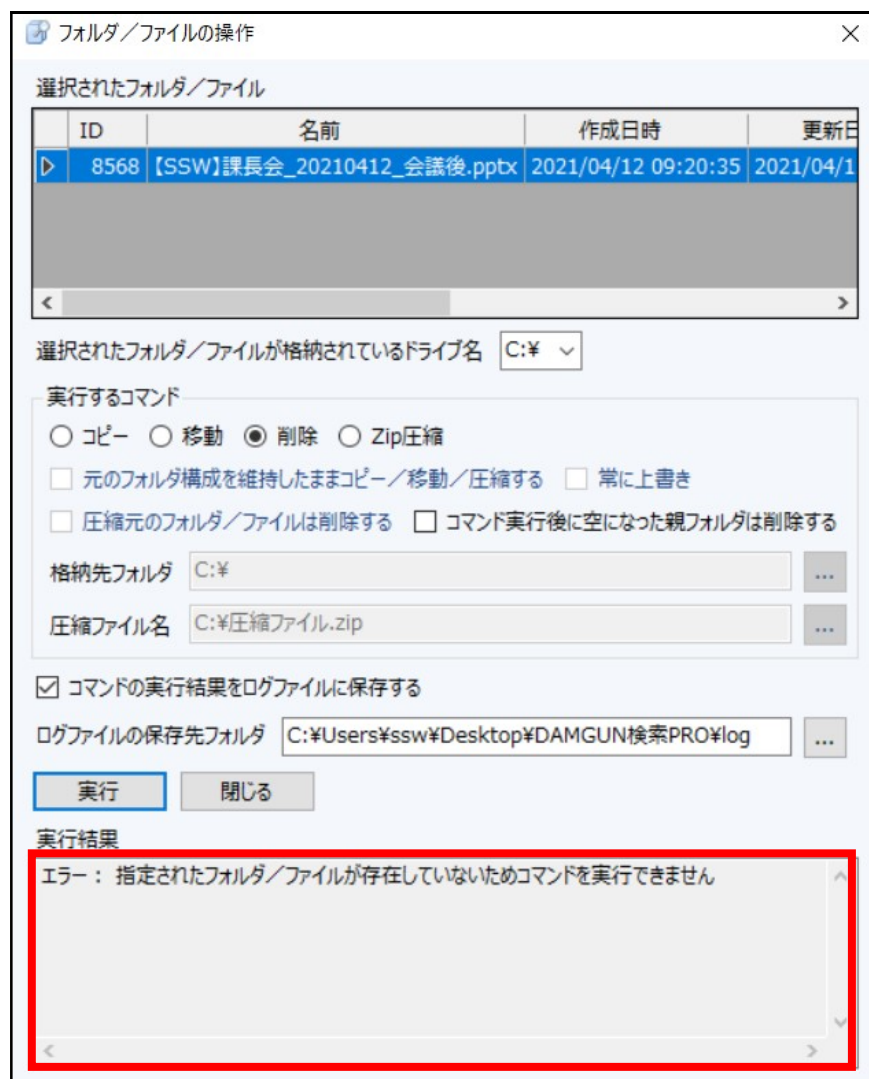 フォルダ／ファイルの操作
選択されたフォルダ／ファイル
ID 名前 作成日時 更新日
8568 【SSW】課長会_20210412_会議後.pptx 2021/04/12 09:20:35 2021/04/1
選択されたフォルダ／ファイルが格納されているドライブ名 C:¥
実行するコマンド
コピー 移動 削除 Zip圧縮
元のフォルダ構成を維持したままコピー／移動／圧縮する 常に上書き
圧縮元のフォルダ／ファイルは削除する コマンド実行後に空になった親フォルダは削除する
格納先フォルダ C:¥ ...
圧縮ファイル名 C:¥圧縮ファイル.zip ...
コマンドの実行結果をログファイルに保存する
ログファイルの保存先フォルダ C:¥Users¥ssw¥Desktop¥DAMGUN検索PRO¥log ...
実行 閉じる
実行結果
エラー： 指定されたフォルダ／ファイルが存在していないためコマンドを実行できません